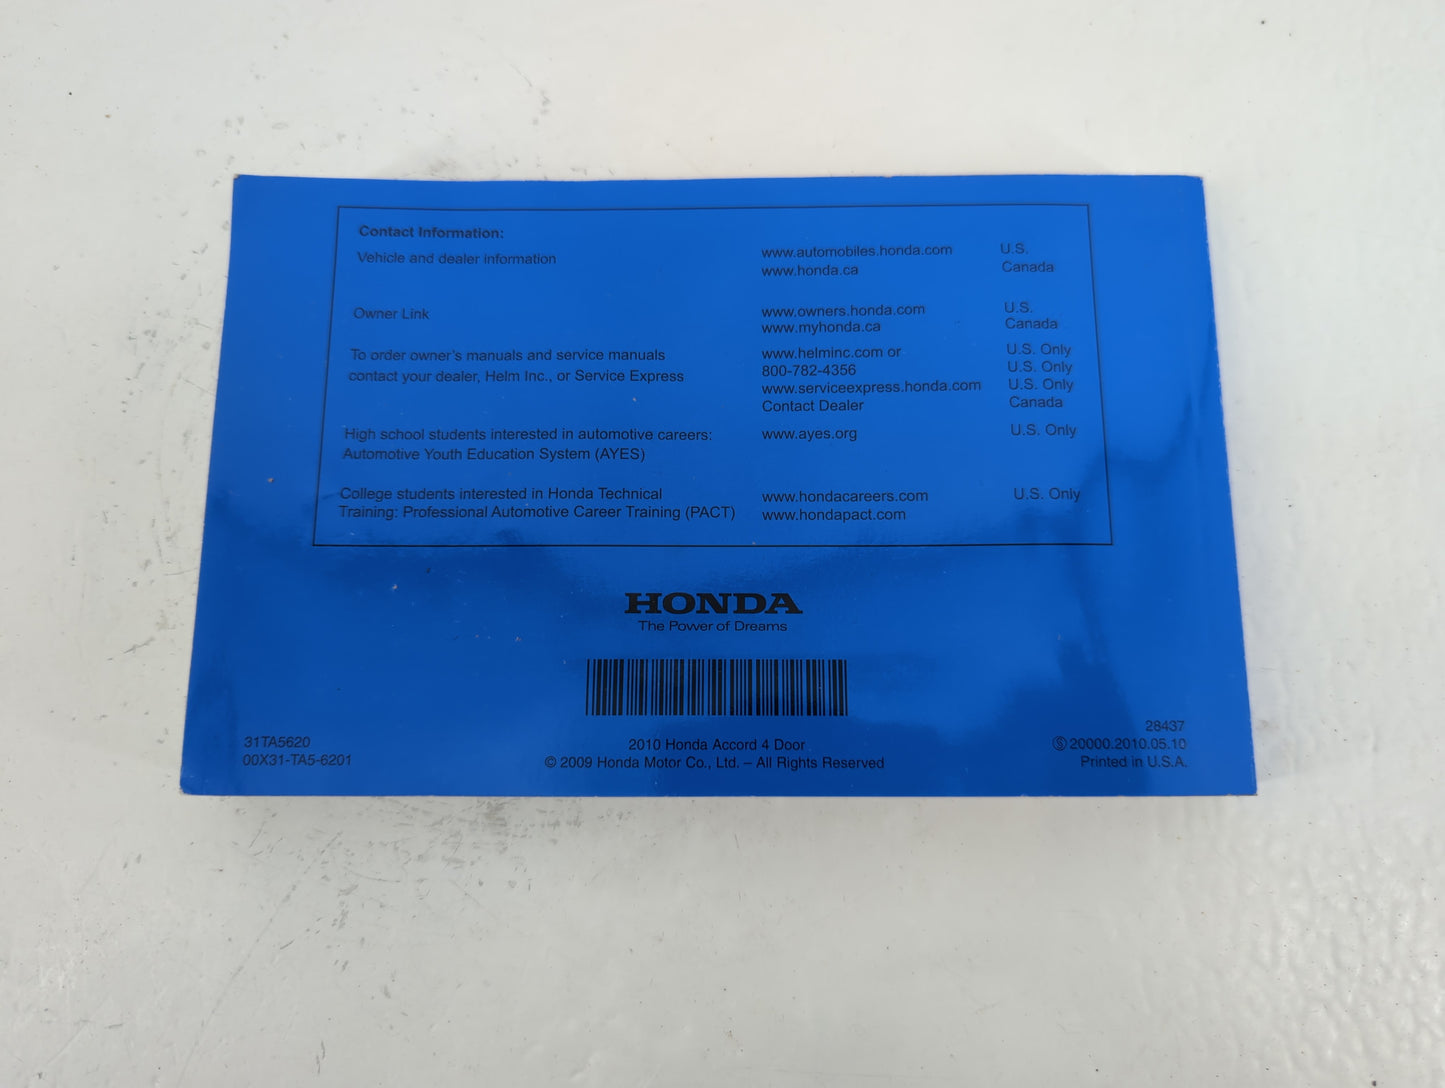 Contact Information:
Vehicle and dealer information www.automobiles.honda.com U.S.
www.honda.ca Canada
Owner Link www.owners.honda.com U.S.
www.myhonda.ca Canada
To order owner's manuals and service manuals www.helminc.com or U.S. Only
contact your dealer, Helm Inc., or Service Express 800-782-4356 U.S. Only
www.serviceexpress.honda.com U.S. Only
Contact Dealer Canada
High school students interested in automotive careers: www.ayes.org U.S. Only
Automotive Youth Education System (AYES)
College students interested in Honda Technical www.hondacareers.com U.S. Only
Training: Professional Automotive Career Training (PACT) www.hondapact.com
HONDA
The Power of Dreams
28437
31TA5620 2010 Honda Accord 4 Door Ⓢ 20000.2010.05.10
00X31-TA5-6201 © 2009 Honda Motor Co., Ltd. – All Rights Reserved Printed in U.S.A.